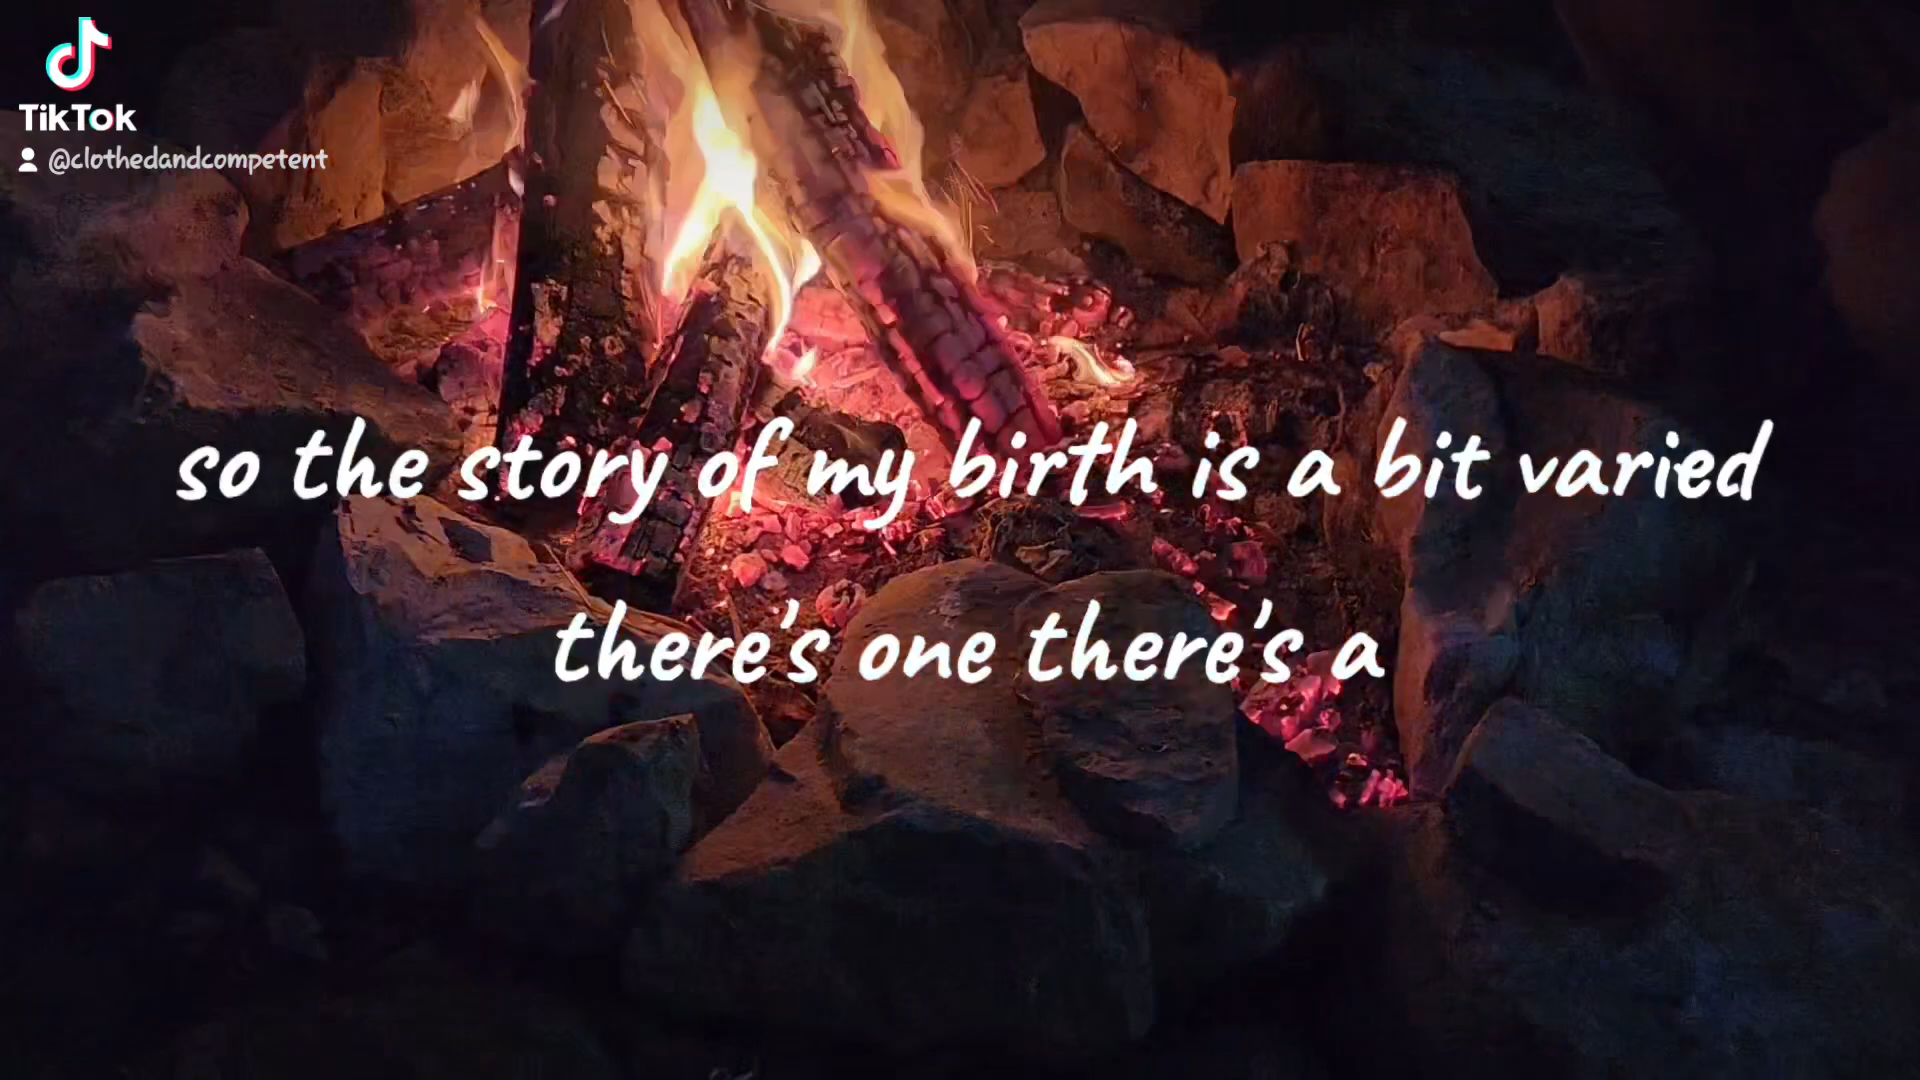 TikTok
@clothedandcompetent
so the story of my birth is a bit varied
there's one there's a